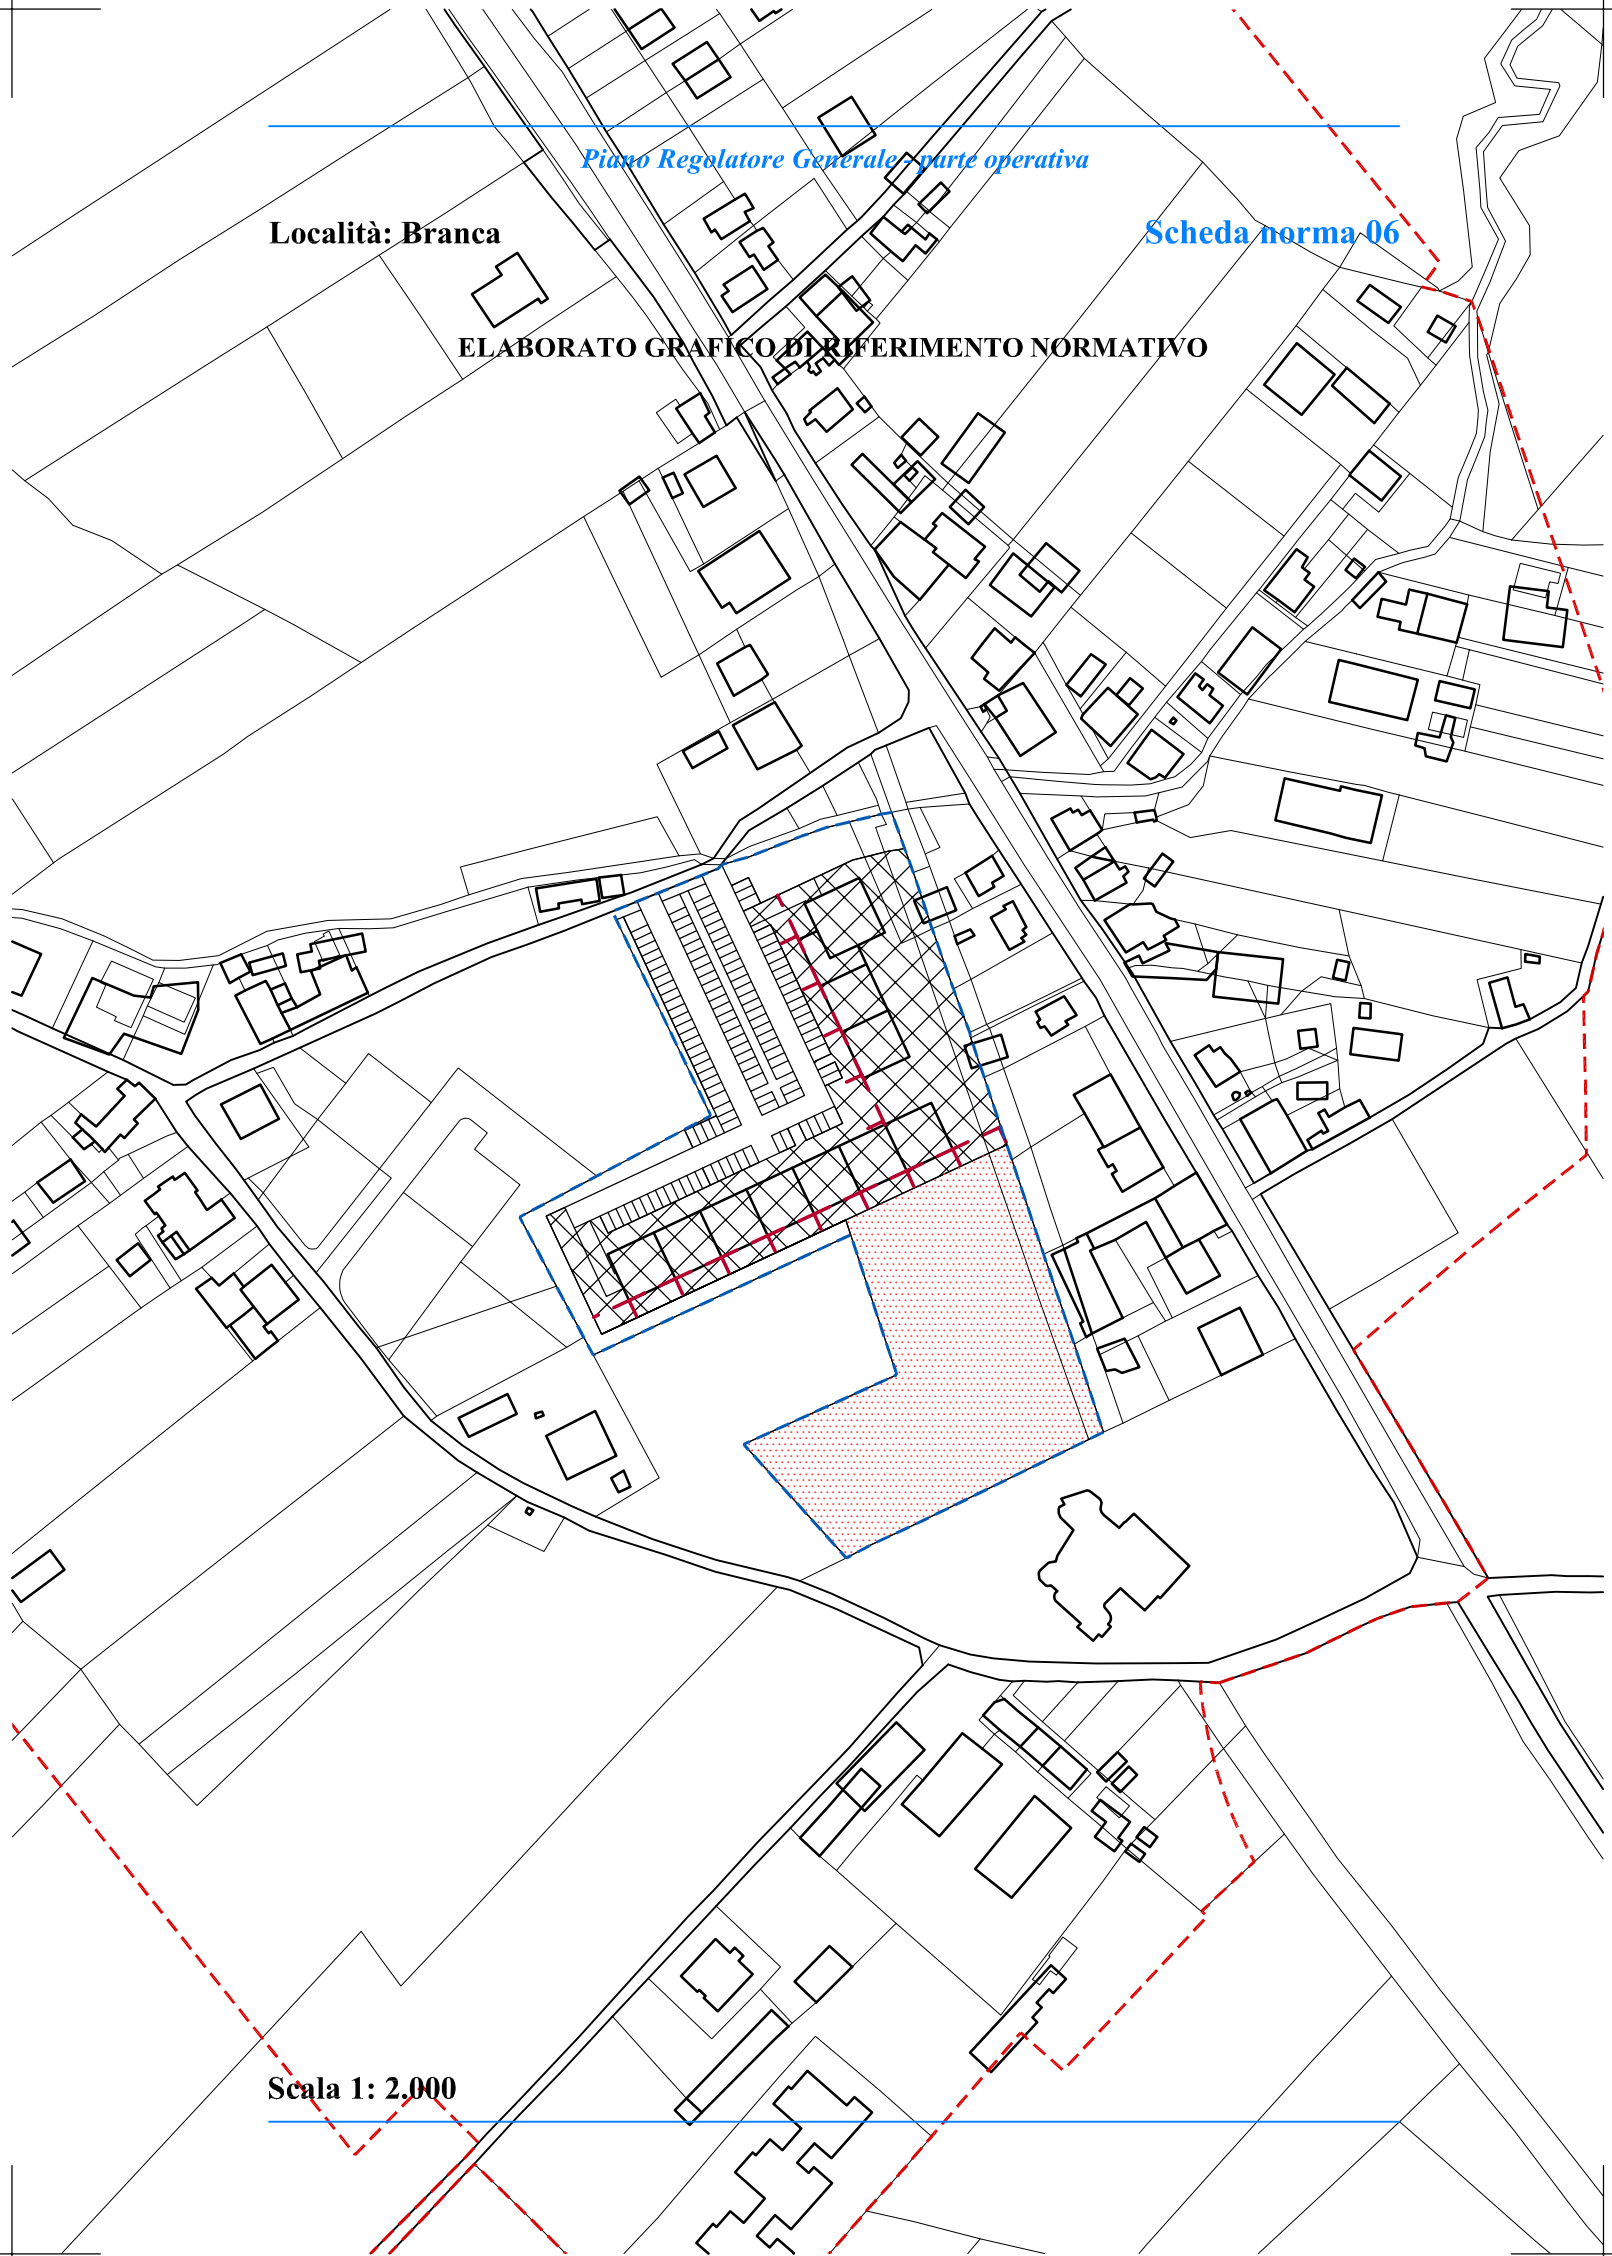 Piano Regolatore Generale - parte operativa
Località: Branca
Scheda norma 06
ELABORATO GRAFICO DI RIFERIMENTO NORMATIVO
Scala 1: 2.000